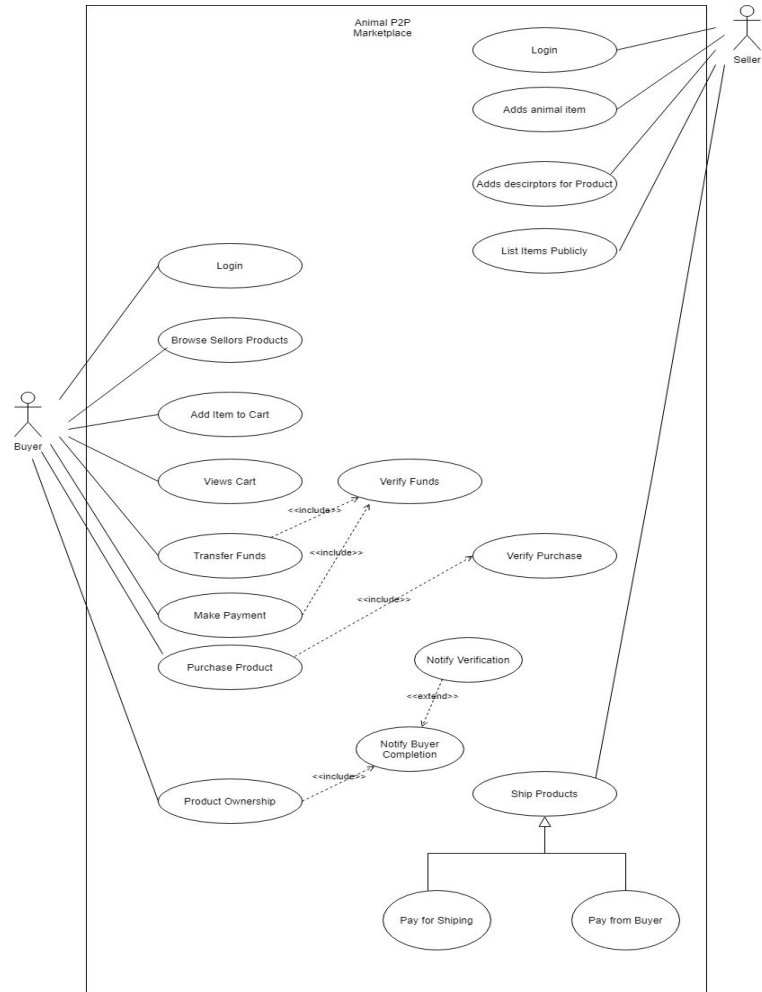 Animal P2P
Marketplace
Login
Seller
Adds animal item
Adds descirptors for Product
List Items Publicly
Login
Browse Sellors Products
Add Item to Cart
Buyer
Views Cart
Verify Funds
<<include>>
Transfer Funds
<<include>>
Verify Purchase
<<include>>
Make Payment
Purchase Product
Notify Verification
<<extend>>
Notify Buyer
Completion
<<include>>
Product Ownership
Ship Products
Pay for Shiping
Pay from Buyer